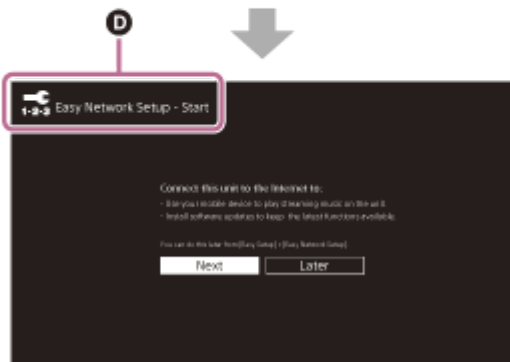 D
1-2-3 Easy Network Setup - Start
Connect this unit to the Internet to:
- Use your mobile device to play streaming music on the unit.
- Install software updates to keep the latest functions available.
You can do this later from [Easy Setup] > [Easy Network Setup].
Next Later